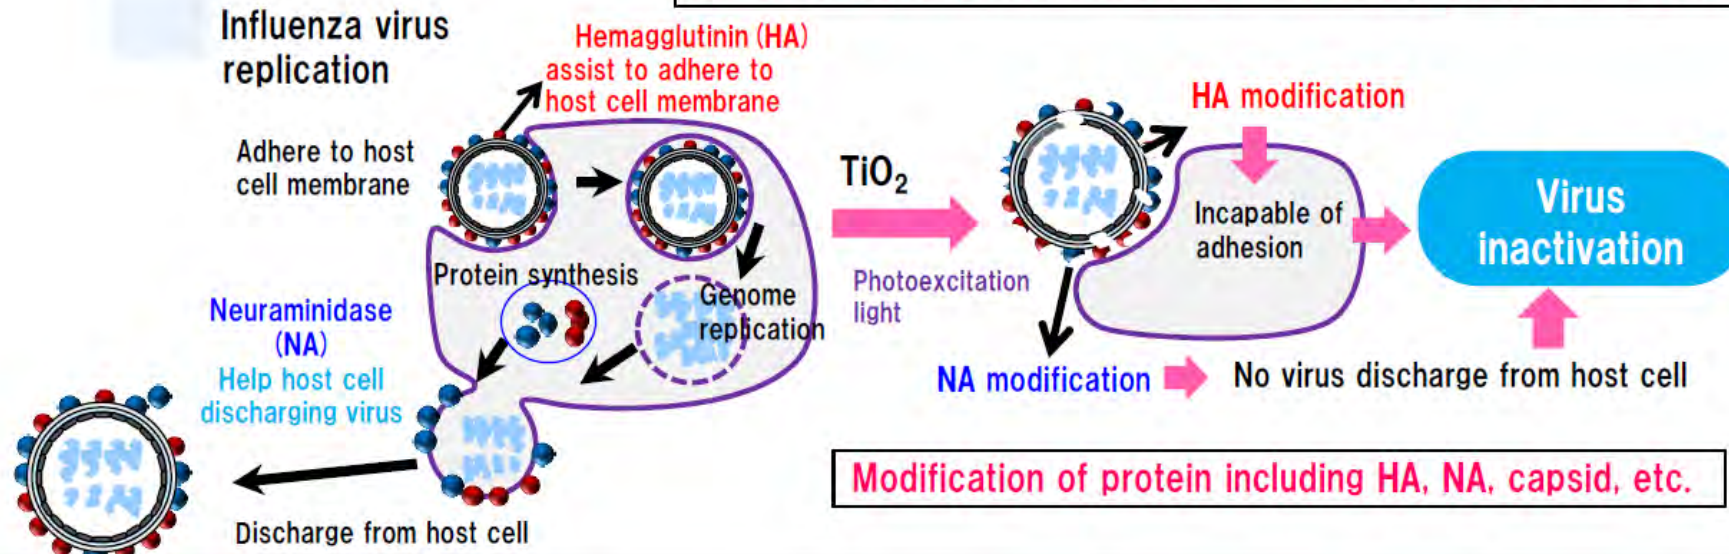 Influenza virus
replication
Hemagglutinin (HA)
assist to adhere to
host cell membrane
Adhere to host
cell membrane
Protein synthesis
Genome
replication
Neuraminidase
(NA)
Help host cell
discharging virus
Discharge from host cell
TiO₂
Photoexcitation
light
HA modification
Incapable of
adhesion
Virus
inactivation
NA modification
No virus discharge from host cell
Modification of protein including HA, NA, capsid, etc.